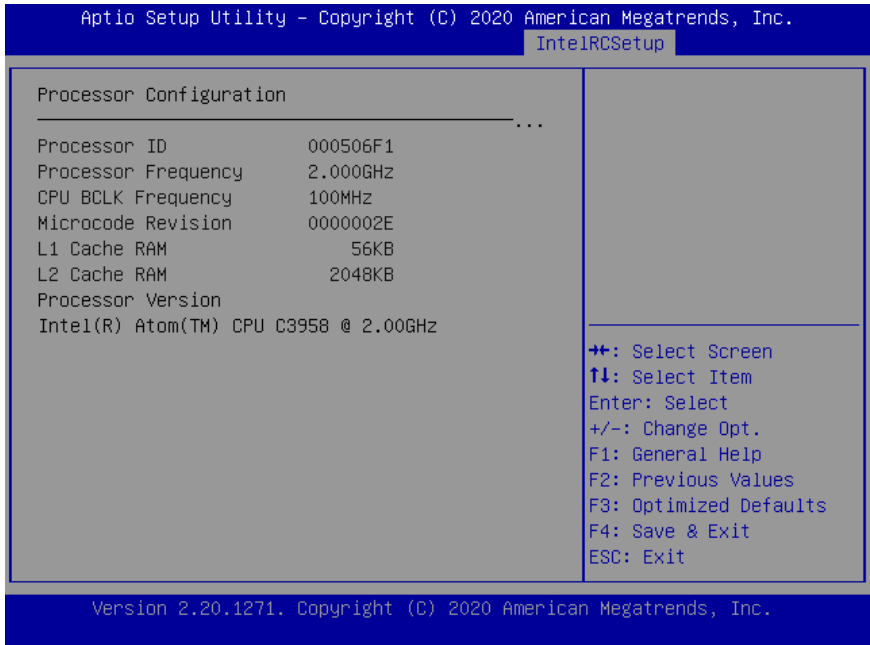 Aptio Setup Utility – Copyright (C) 2020 American Megatrends, Inc.
IntelRCSetup
Processor Configuration
...
Processor ID 000506F1
Processor Frequency 2.000GHz
CPU BCLK Frequency 100MHz
Microcode Revision 0000002E
L1 Cache RAM 56KB
L2 Cache RAM 2048KB
Processor Version
Intel(R) Atom(TM) CPU C3958 @ 2.00GHz
→←: Select Screen
↑↓: Select Item
Enter: Select
+/-: Change Opt.
F1: General Help
F2: Previous Values
F3: Optimized Defaults
F4: Save & Exit
ESC: Exit
Version 2.20.1271. Copyright (C) 2020 American Megatrends, Inc.